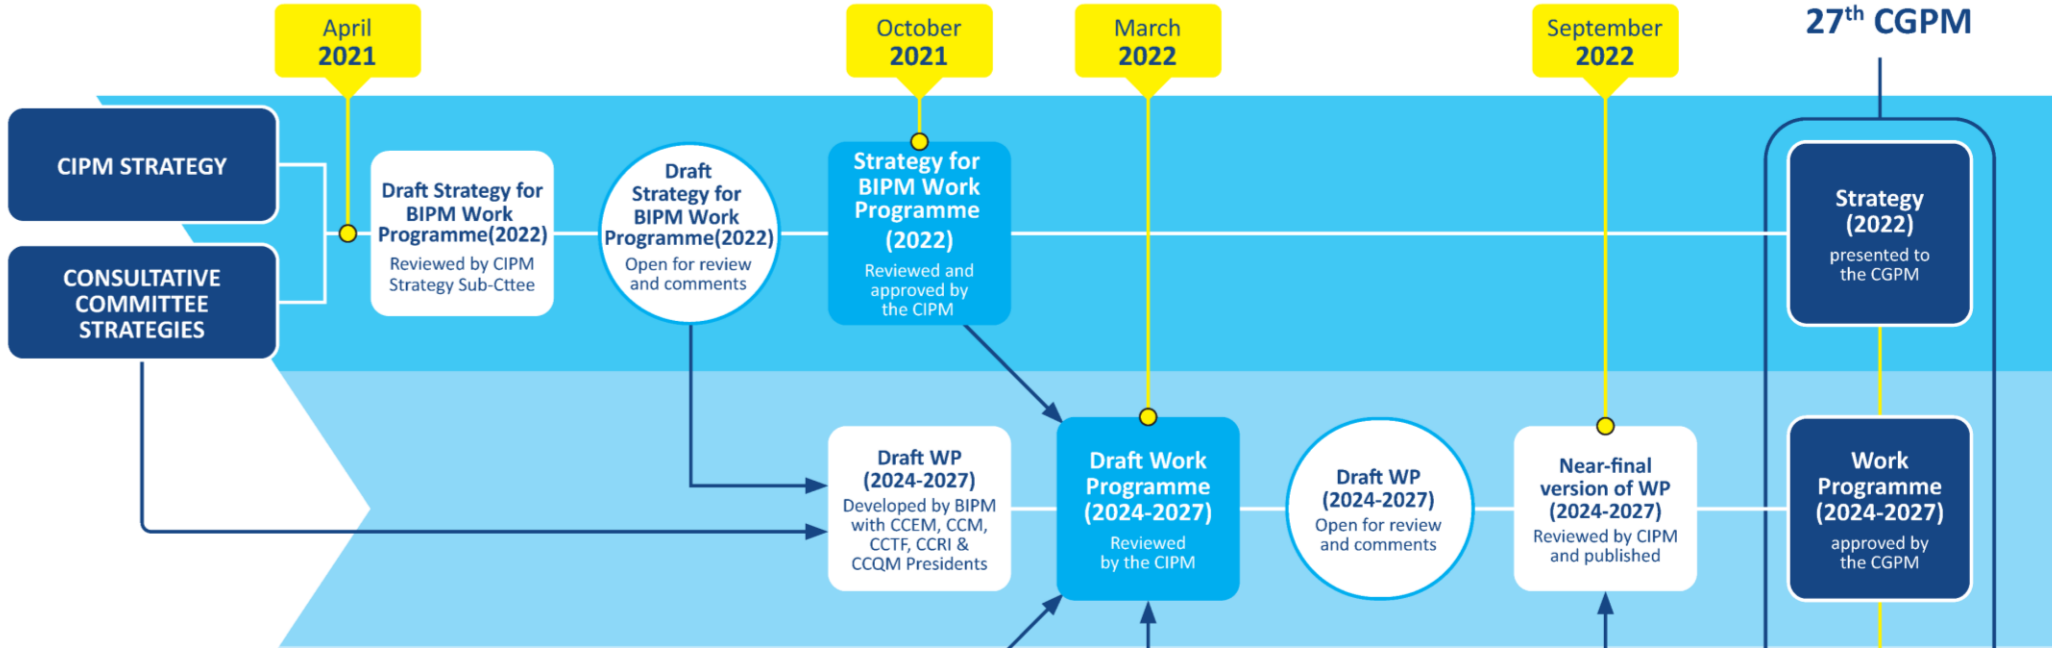 April
2021
October
2021
March
2022
September
2022
27th CGPM
CIPM STRATEGY
CONSULTATIVE
COMMITTEE
STRATEGIES
Draft Strategy for
BIPM Work
Programme(2022)
Reviewed by CIPM
Strategy Sub-Cttee
Draft
Strategy for
BIPM Work
Programme(2022)
Open for review
and comments
Strategy for
BIPM Work
Programme
(2022)
Reviewed and
approved by
the CIPM
Strategy
(2022)
presented to
the CGPM
Draft WP
(2024-2027)
Developed by BIPM
with CCEM, CCM,
CCTF, CCRI &
CCQM Presidents
Draft Work
Programme
(2024-2027)
Reviewed
by the CIPM
Draft WP
(2024-2027)
Open for review
and comments
Near-final
version of WP
(2024-2027)
Reviewed by CIPM
and published
Work
Programme
(2024-2027)
approved by
the CGPM